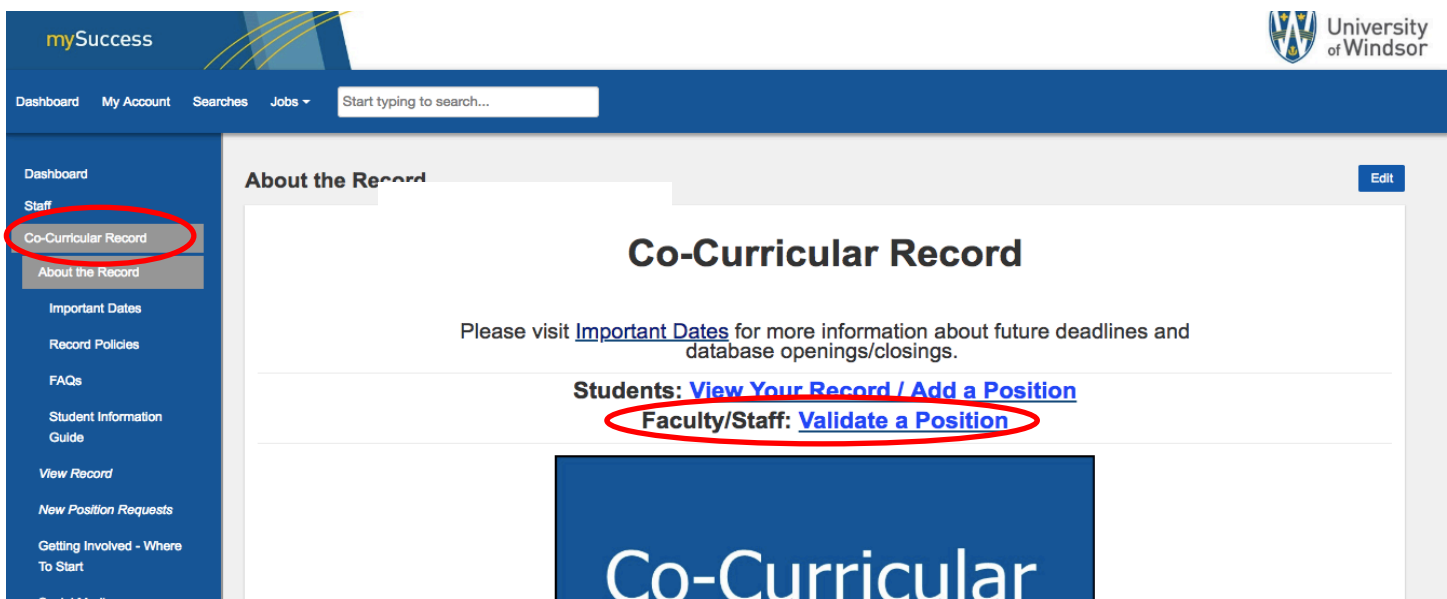 mySuccess
University
of Windsor
Dashboard My Account Searches Jobs Start typing to search...
Dashboard
Staff
Co-Curricular Record
About the Record
Important Dates
Record Policies
FAQs
Student Information
Guide
View Record
New Position Requests
Getting Involved - Where
To Start
About the Record
Edit
Co-Curricular Record
Please visit Important Dates for more information about future deadlines and
database openings/closings.
Students: View Your Record / Add a Position
Faculty/Staff: Validate a Position
Co-Curricular